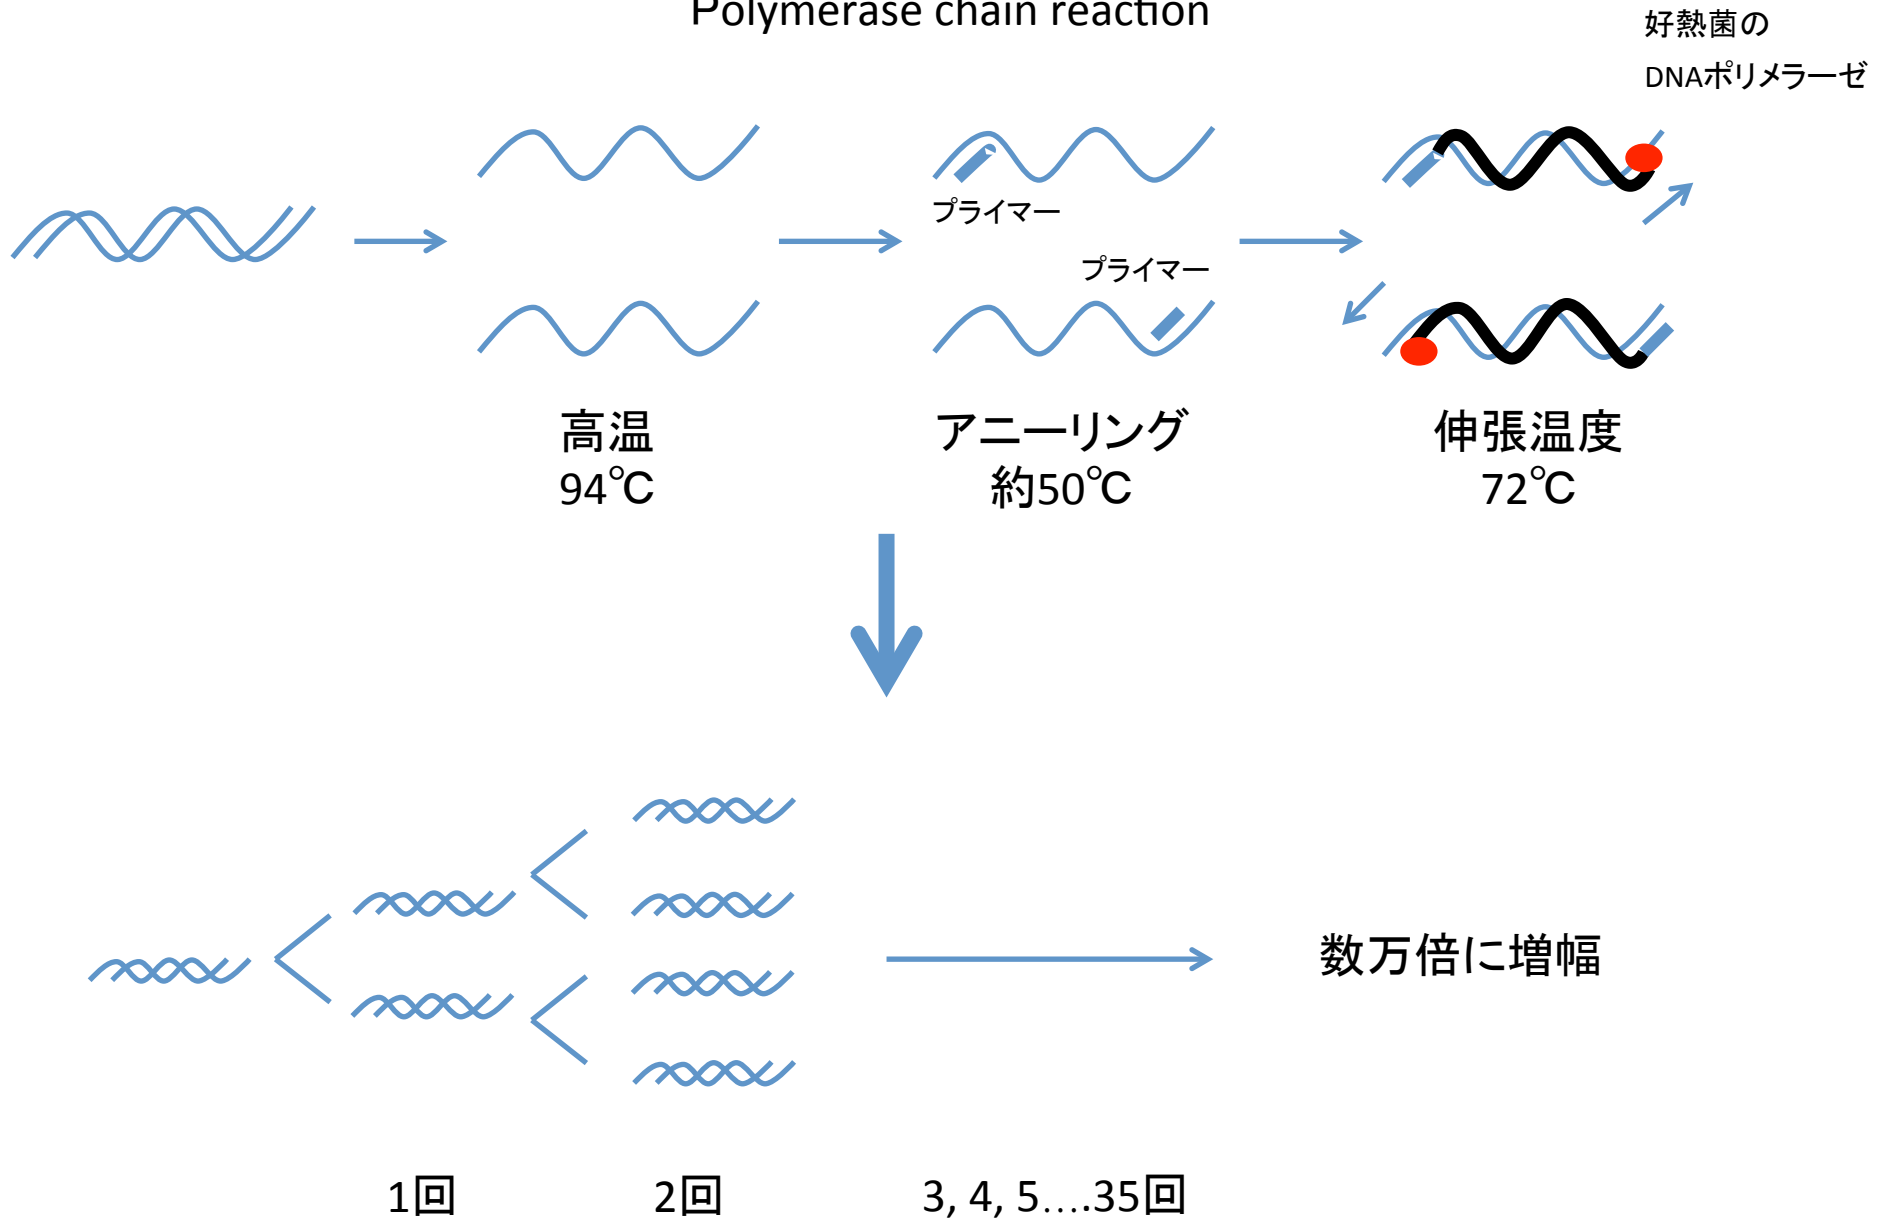 Polymerase chain reaction
好熱菌の
DNAポリメラーゼ
プライマー
プライマー
高温
94℃
アニーリング
約50℃
伸張温度
72℃
数万倍に増幅
1回
2回
3, 4, 5….35回